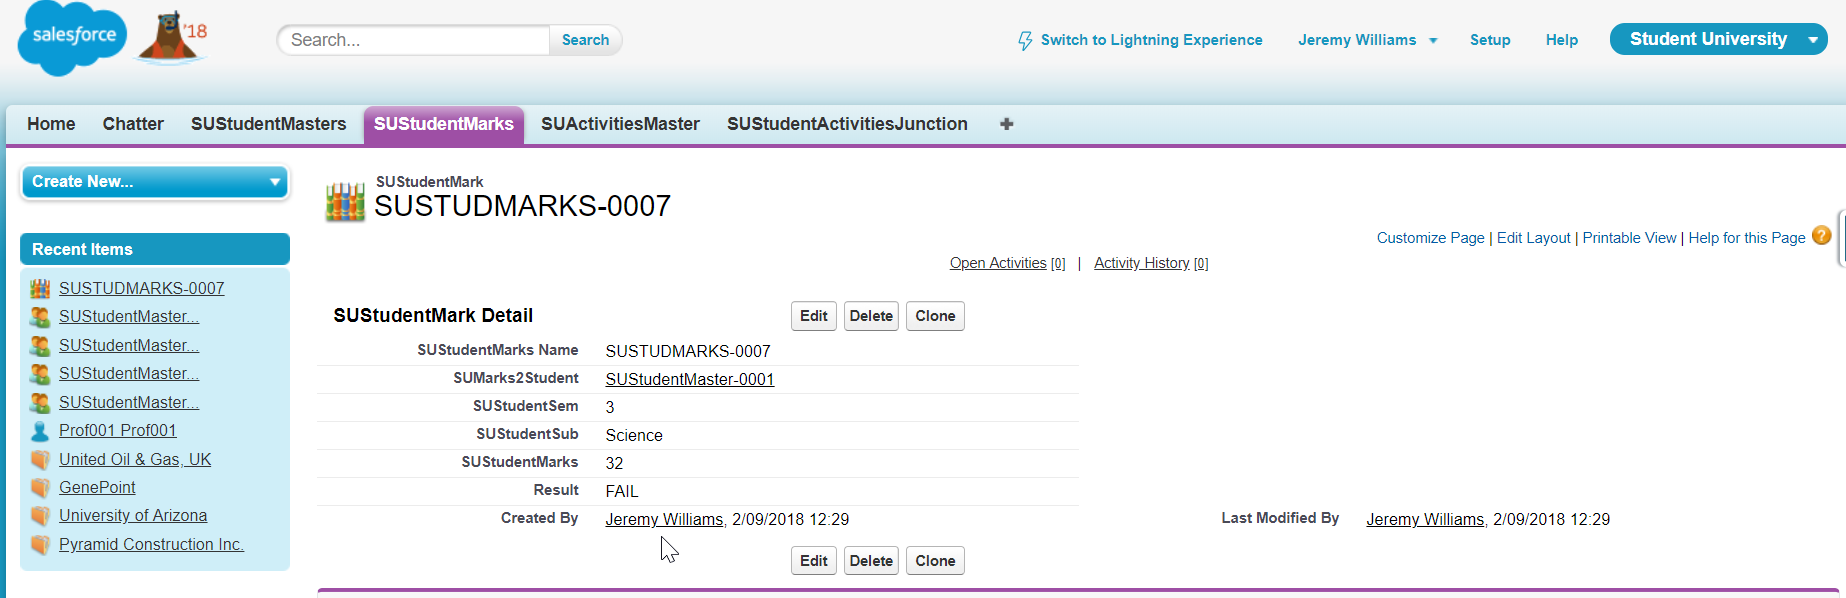 salesforce
'18
Search...
Search
Switch to Lightning Experience
Jeremy Williams
Setup
Help
Student University
Home
Chatter
SUStudentMasters
SUStudentMarks
SUActivitiesMaster
SUStudentActivitiesJunction
Create New...
Recent Items
SUSTUDMARKS-0007
SUStudentMaster...
SUStudentMaster...
SUStudentMaster...
SUStudentMaster...
Prof001 Prof001
United Oil & Gas, UK
GenePoint
University of Arizona
Pyramid Construction Inc.
SUStudentMark
SUSTUDMARKS-0007
Customize Page | Edit Layout | Printable View | Help for this Page ?
Open Activities [0] | Activity History [0]
SUStudentMark Detail
Edit Delete Clone
SUStudentMarks Name SUSTUDMARKS-0007
SUMarks2Student SUStudentMaster-0001
SUStudentSem 3
SUStudentSub Science
SUStudentMarks 32
Result FAIL
Created By Jeremy Williams, 2/09/2018 12:29
Last Modified By Jeremy Williams, 2/09/2018 12:29
Edit Delete Clone